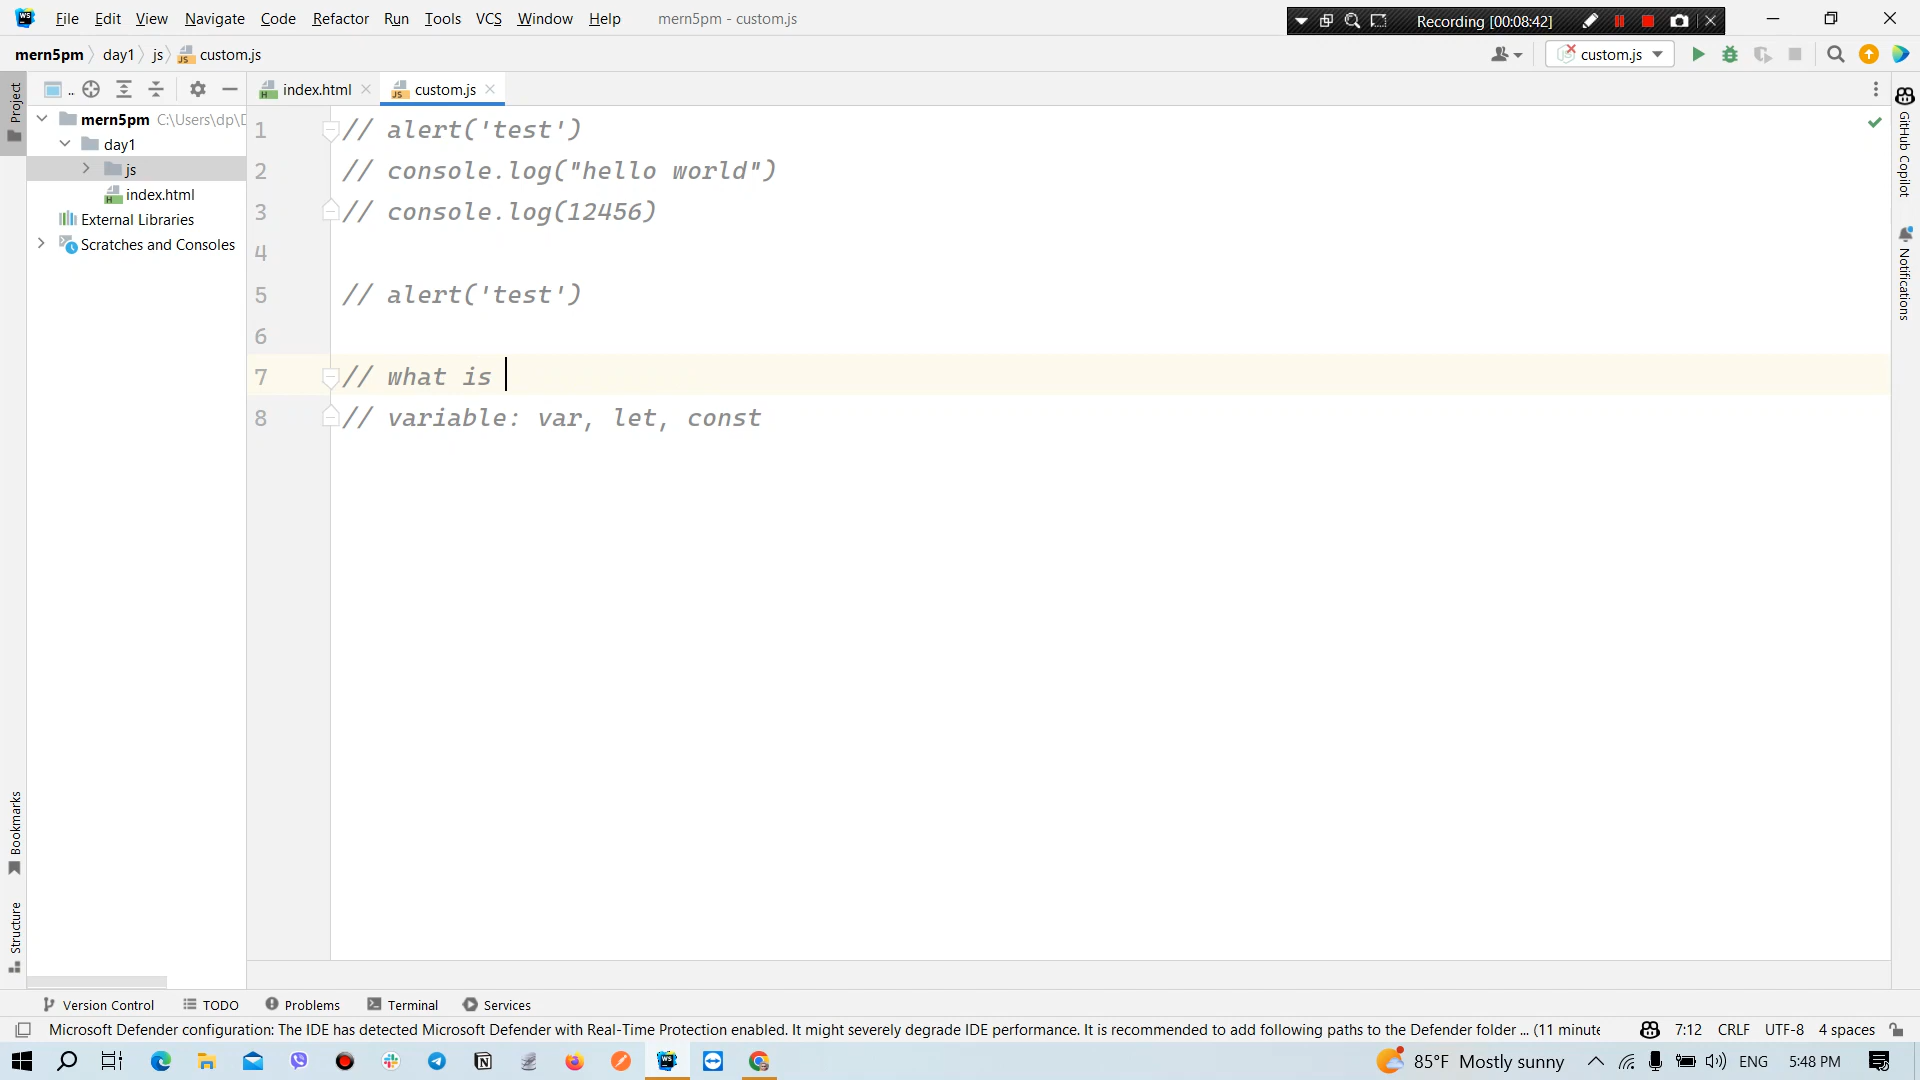 File Edit View Navigate Code Refactor Run Tools VCS Window Help mern5pm - custom.js
Recording [00:08:42]
mern5pm day1 js custom.js
custom.js
Project
..
index.html
custom.js
mern5pm C:\Users\dp\D
day1
js
index.html
External Libraries
Scratches and Consoles
1 // alert('test')
2 // console.log("hello world")
3 // console.log(12456)
4
5 // alert('test')
6
7 // what is
8 // variable: var, let, const
GitHub Copilot
Notifications
Bookmarks
Structure
Version Control TODO Problems Terminal Services
Microsoft Defender configuration: The IDE has detected Microsoft Defender with Real-Time Protection enabled. It might severely degrade IDE performance. It is recommended to add following paths to the Defender folder ... (11 minute
7:12 CRLF UTF-8 4 spaces
85°F Mostly sunny ENG 5:48 PM